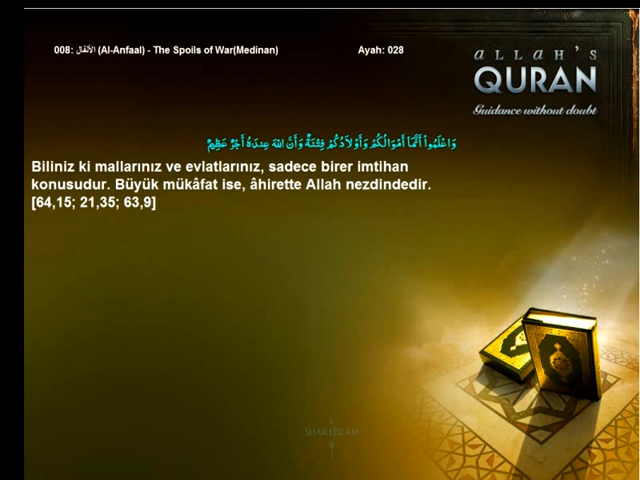 008: الأنفال (Al-Anfaal) - The Spoils of War(Medinan) Ayah: 028
ALLAH'S
QURAN
Guidance without doubt
وَاعْلَمُواْ أَنَّمَا أَمْوَالُكُمْ وَأَوْلاَدُكُمْ فِتْنَةٌ وَأَنَّ اللّهَ عِندَهُ أَجْرٌ عَظِيمٌ
Biliniz ki mallarınız ve evlatlarınız, sadece birer imtihan
konusudur. Büyük mükâfat ise, âhirette Allah nezdindedir.
[64,15; 21,35; 63,9]
SHAREISLAM